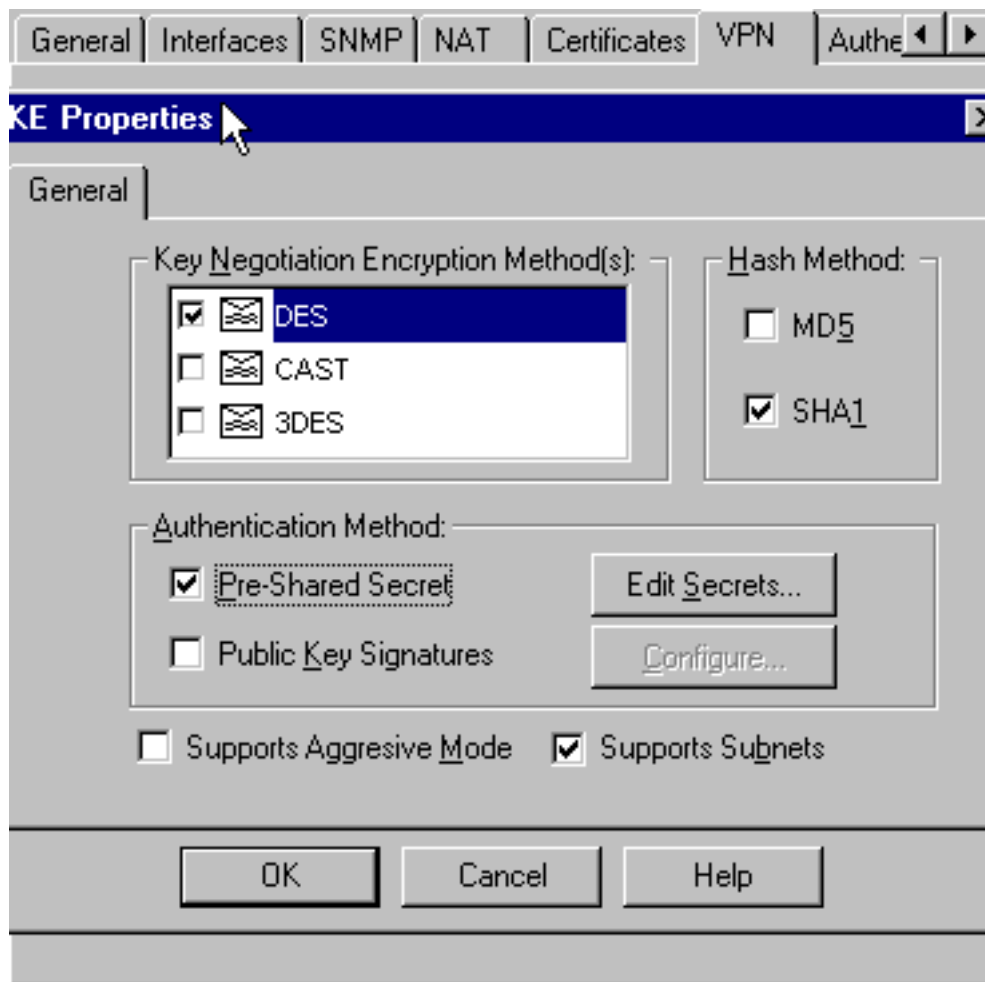 General Interfaces SNMP NAT Certificates VPN Authe
KE Properties
General
Key Negotiation Encryption Method(s):
DES
CAST
3DES
Hash Method:
MD5
SHA1
Authentication Method:
Pre-Shared Secret
Edit Secrets...
Public Key Signatures
Configure...
Supports Aggresive Mode
Supports Subnets
OK Cancel Help